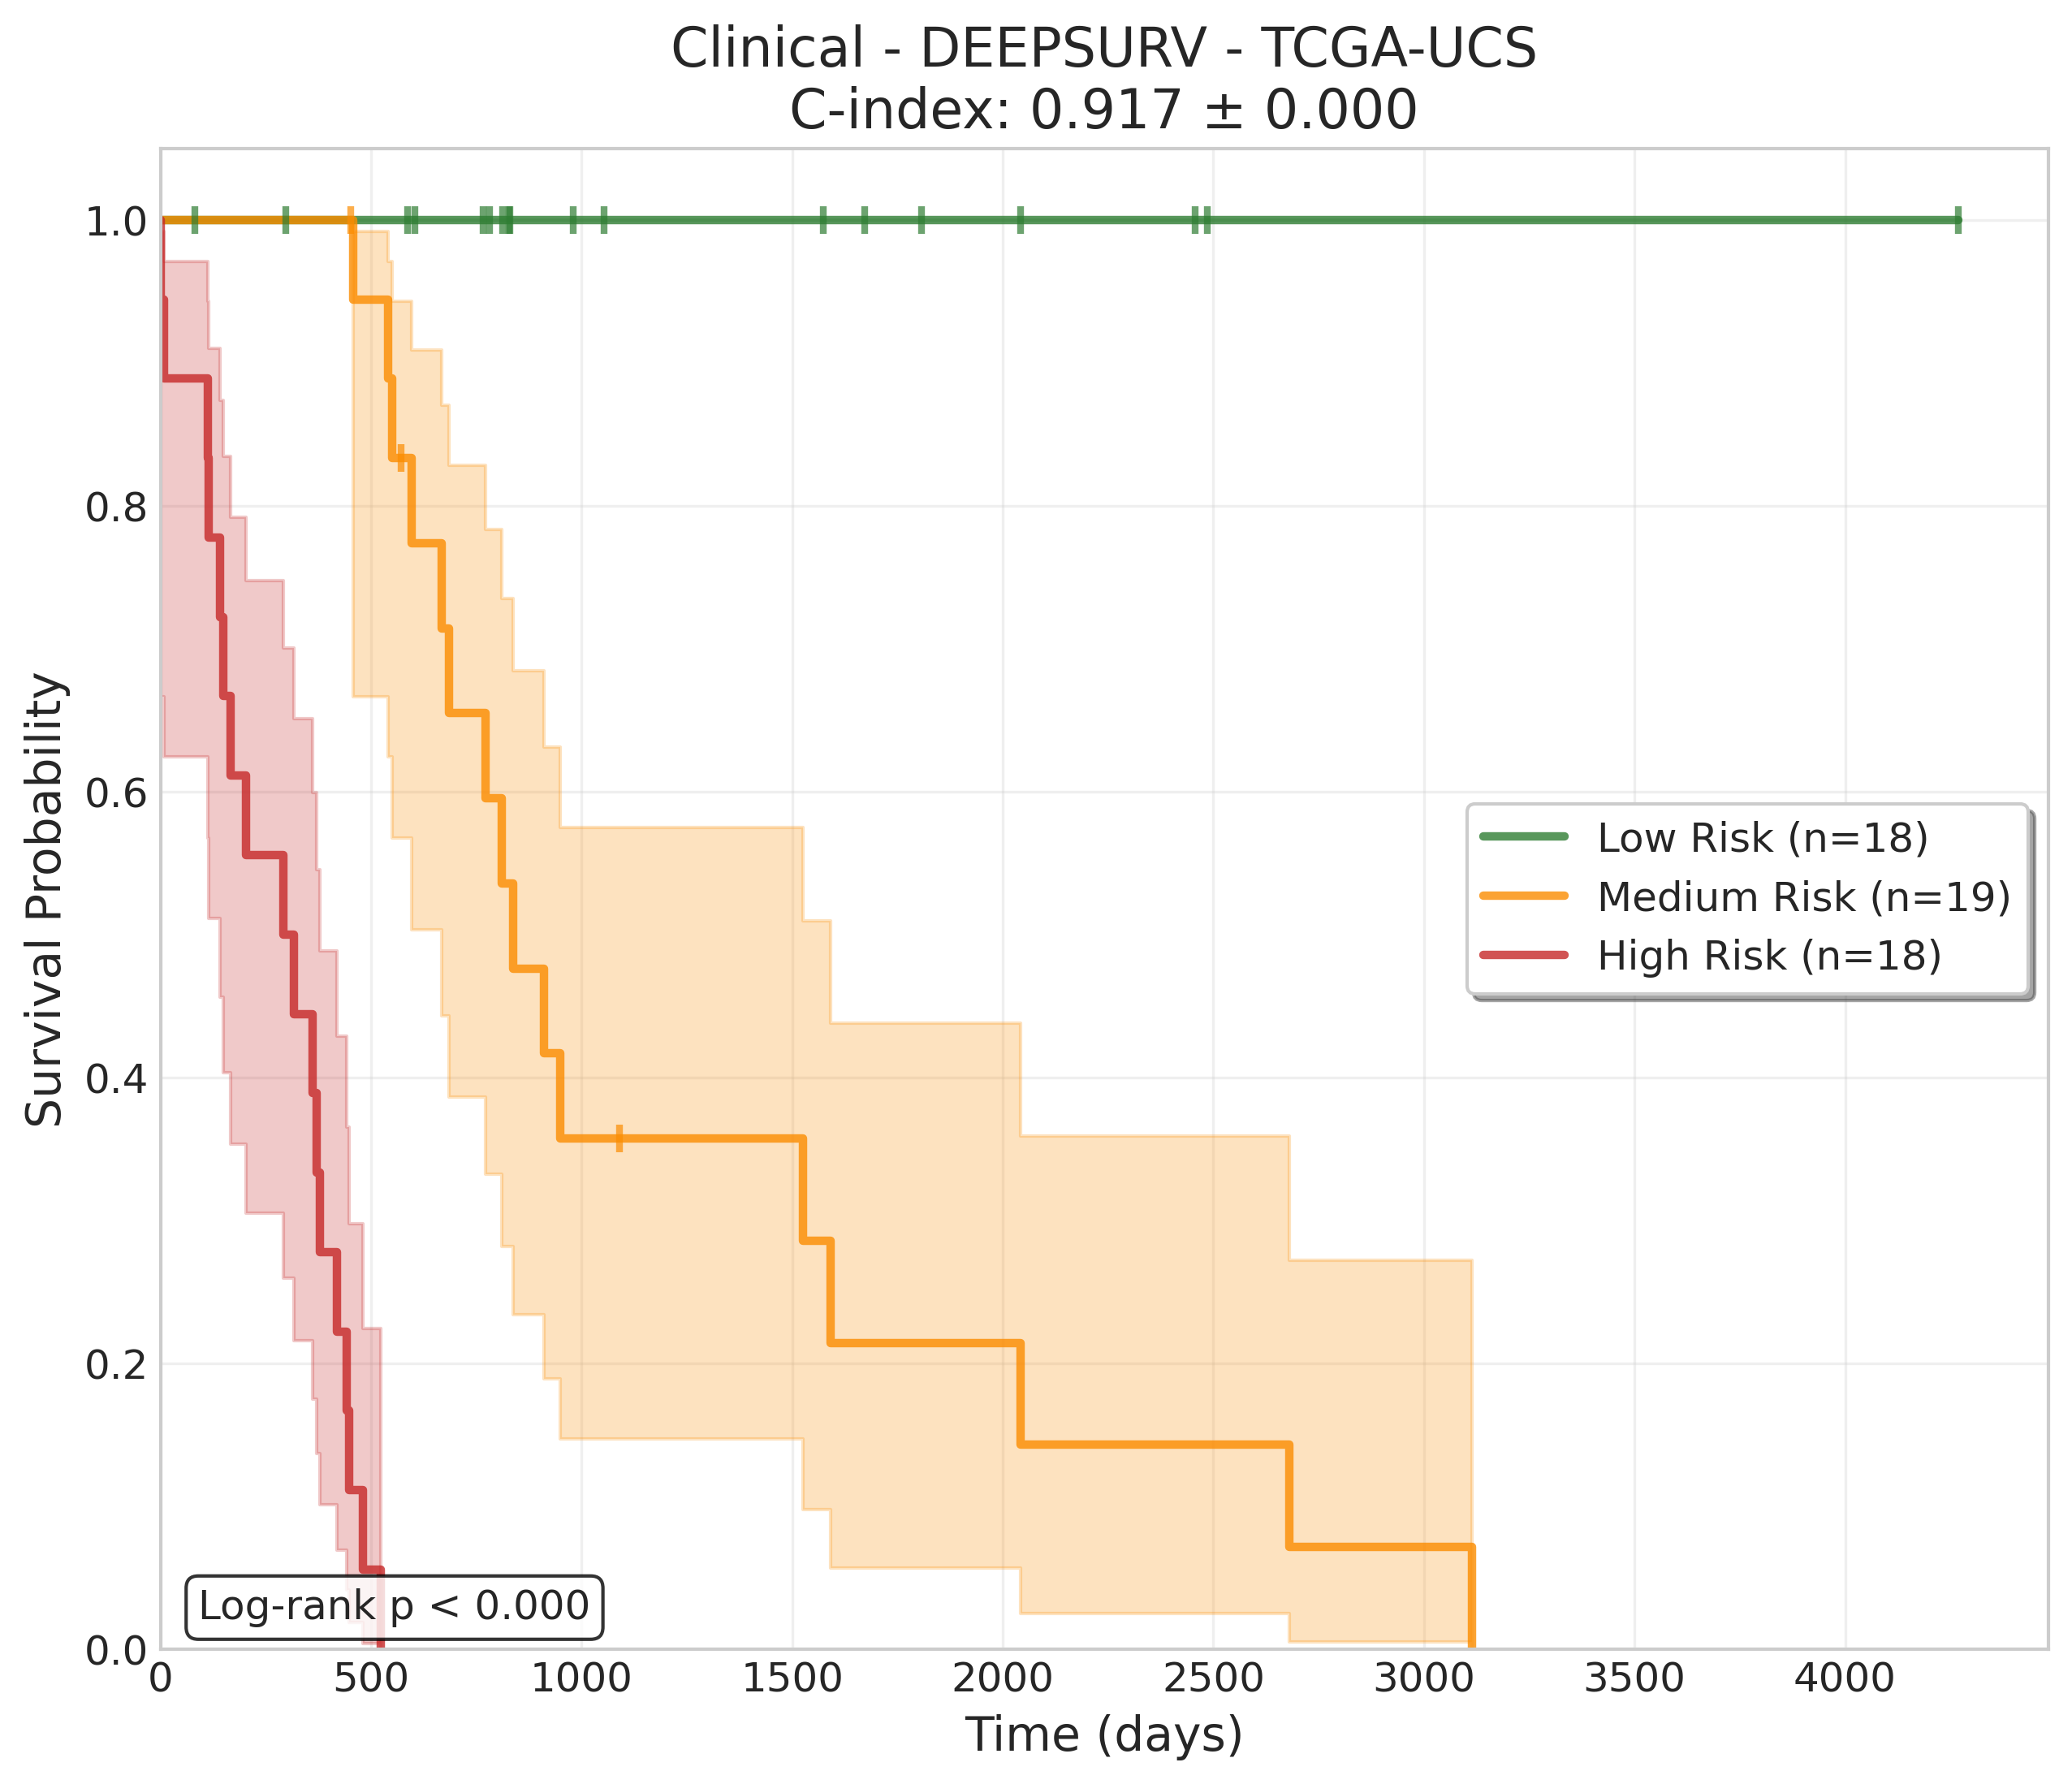 Clinical - DEEPSURV - TCGA-UCS
C-index: 0.917 ± 0.000
Survival Probability
1.0
0.8
0.6
0.4
0.2
0.0
Low Risk (n=18)
Medium Risk (n=19)
High Risk (n=18)
Log-rank p < 0.000
0 500 1000 1500 2000 2500 3000 3500 4000
Time (days)